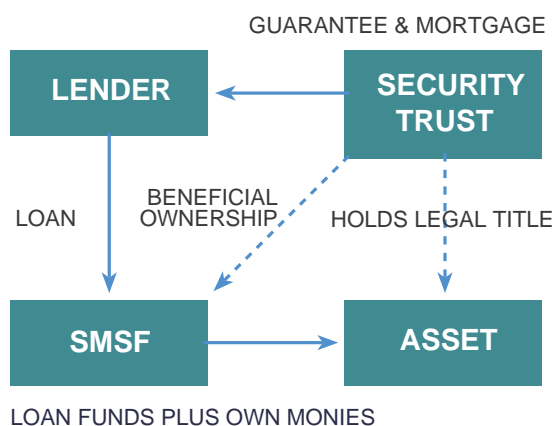 GUARANTEE & MORTGAGE
LENDER
SECURITY
TRUST
LOAN
BENEFICIAL
OWNERSHIP
HOLDS LEGAL TITLE
SMSF
ASSET
LOAN FUNDS PLUS OWN MONIES